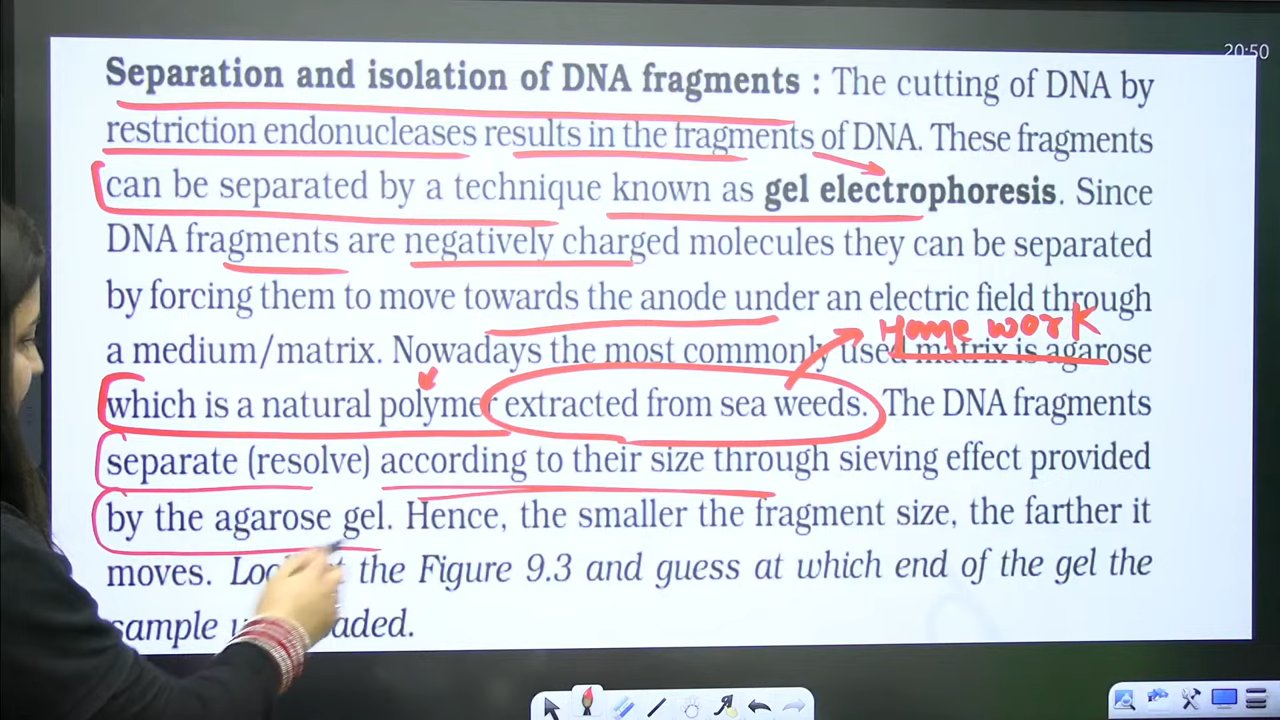 20:50
Separation and isolation of DNA fragments : The cutting of DNA by
restriction endonucleases results in the fragments of DNA. These fragments
can be separated by a technique known as gel electrophoresis. Since
DNA fragments are negatively charged molecules they can be separated
by forcing them to move towards the anode under an electric field through
Home work
a medium/matrix. Nowadays the most commonly used matrix is agarose
which is a natural polymer extracted from sea weeds. The DNA fragments
separate (resolve) according to their size through sieving effect provided
by the agarose gel. Hence, the smaller the fragment size, the farther it
moves. the Figure 9.3 and guess at which end of the gel the
sample